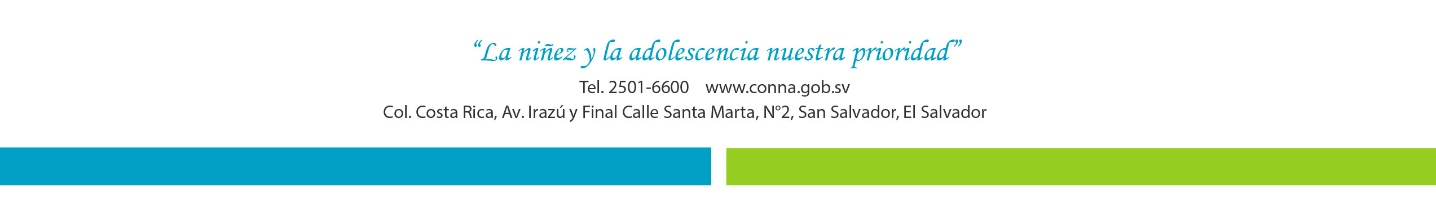 “La niñez y la adolescencia nuestra prioridad”
Tel. 2501-6600 www.conna.gob.sv
Col. Costa Rica, Av. Irazú y Final Calle Santa Marta, N°2, San Salvador, El Salvador